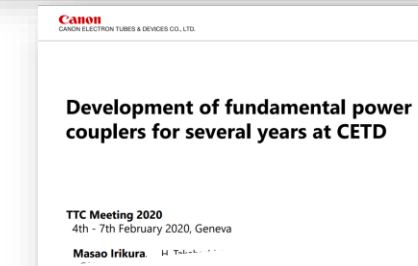 Canon
CANON ELECTRON TUBES & DEVICES CO., LTD.
Development of fundamental power
couplers for several years at CETD
TTC Meeting 2020
4th - 7th February 2020, Geneva
Masao Irikura. H